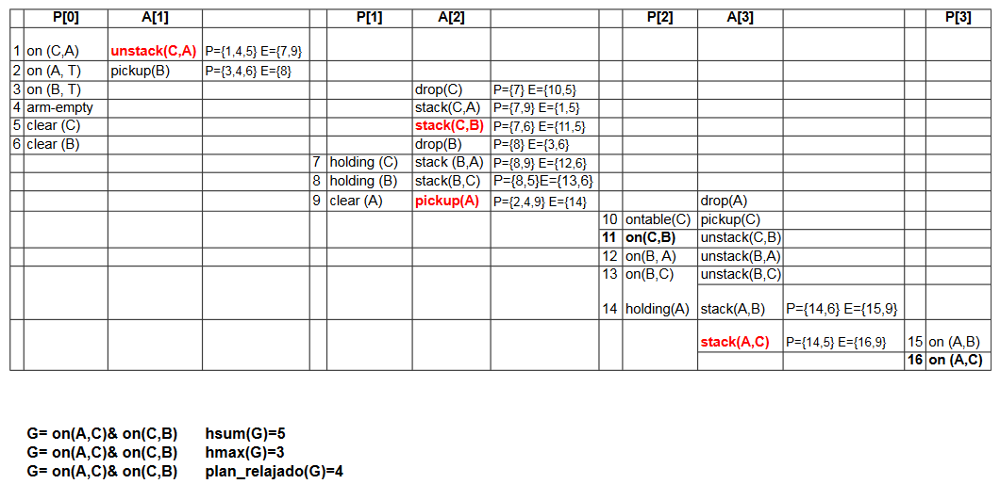 P[0] A[1] P[1] A[2] P[2] A[3] P[3]
1 on (C,A) unstack(C,A) P={1,4,5} E={7,9}
2 on (A, T) pickup(B) P={3,4,6} E={8}
3 on (B, T) drop(C) P={7} E={10,5}
4 arm-empty stack(C,A) P={7,9} E={1,5}
5 clear (C) stack(C,B) P={7,6} E={11,5}
6 clear (B) drop(B) P={8} E={3,6}
7 holding (C) stack (B,A) P={8,9} E={12,6}
8 holding (B) stack(B,C) P={8,5}E={13,6}
9 clear (A) pickup(A) P={2,4,9} E={14} drop(A)
10 ontable(C) pickup(C)
11 on(C,B) unstack(C,B)
12 on(B, A) unstack(B,A)
13 on(B,C) unstack(B,C)
14 holding(A) stack(A,B) P={14,6} E={15,9}
stack(A,C) P={14,5} E={16,9} 15 on (A,B)
16 on (A,C)
G= on(A,C)& on(C,B) hsum(G)=5
G= on(A,C)& on(C,B) hmax(G)=3
G= on(A,C)& on(C,B) plan_relajado(G)=4